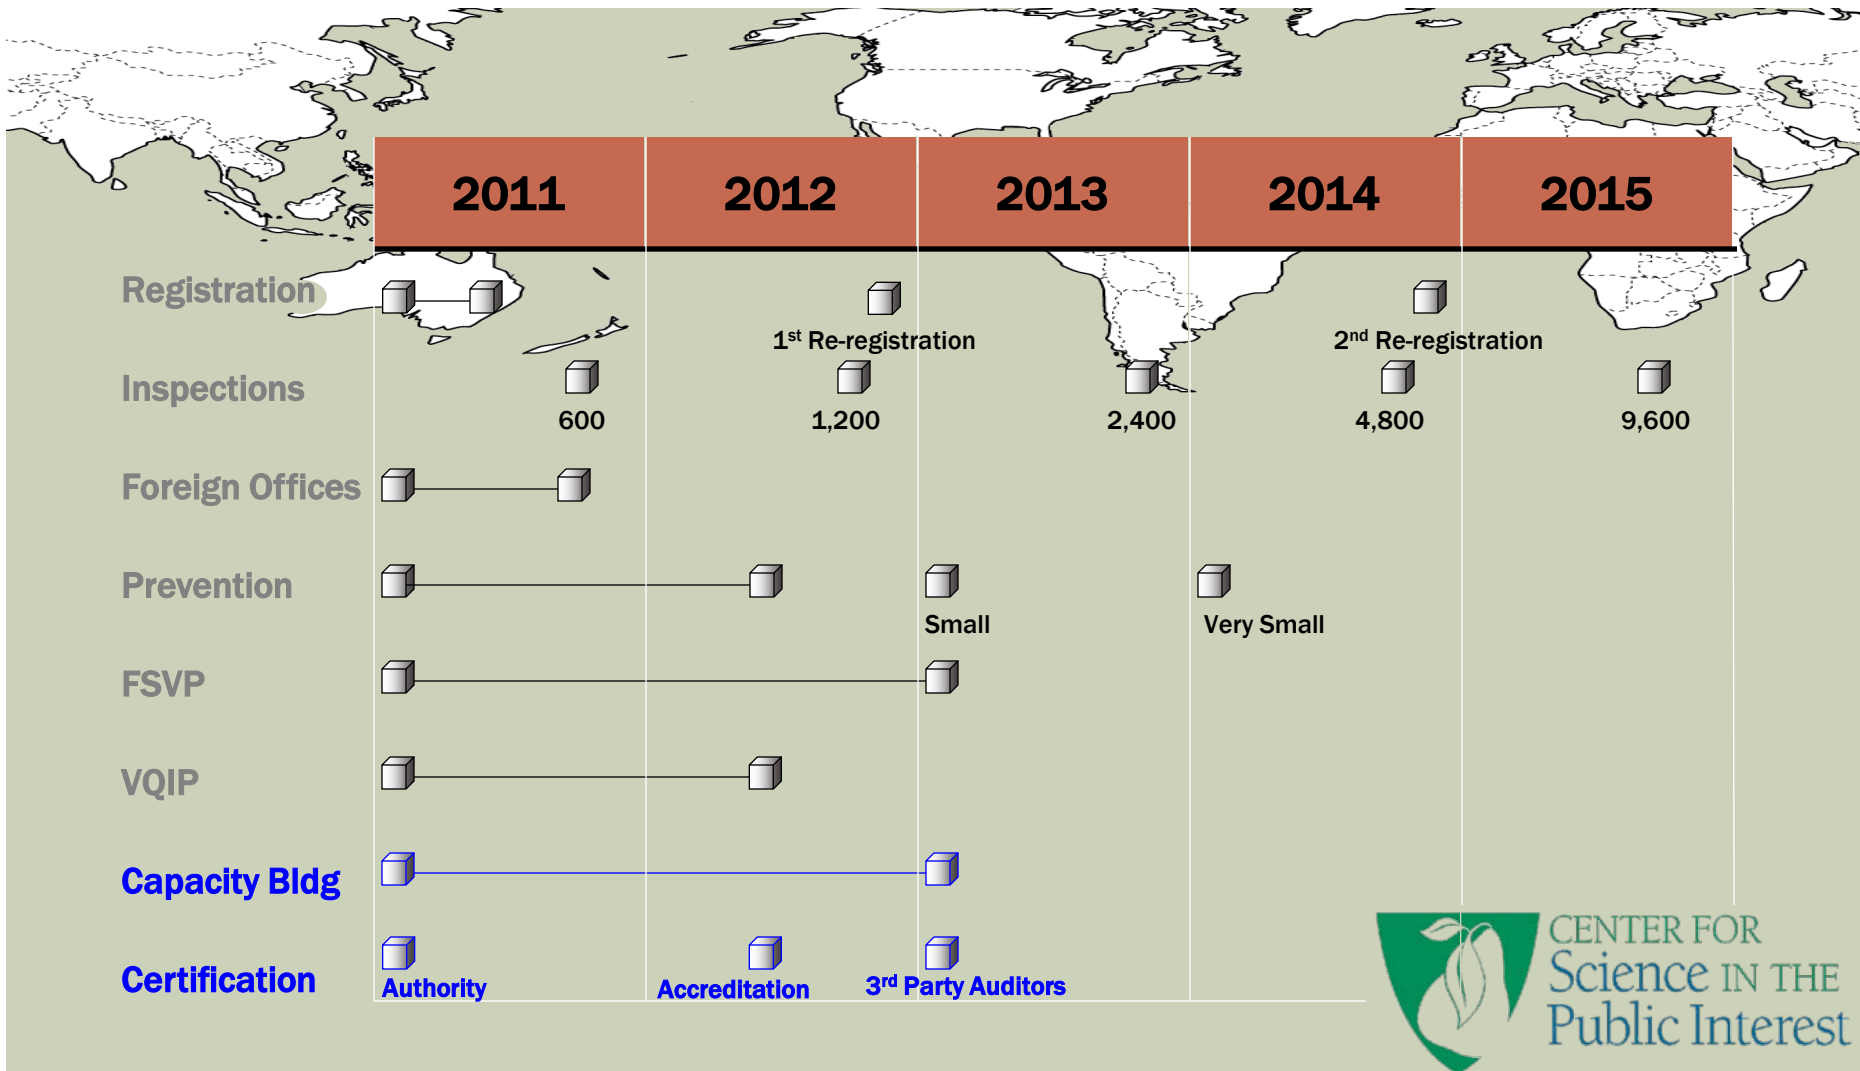 2011 2012 2013 2014 2015
Registration
1st Re-registration 2nd Re-registration
Inspections
600 1,200 2,400 4,800 9,600
Foreign Offices
Prevention
Small Very Small
FSVP
VQIP
Capacity Bldg
Certification
Authority Accreditation 3rd Party Auditors
CENTER FOR
Science IN THE
Public Interest